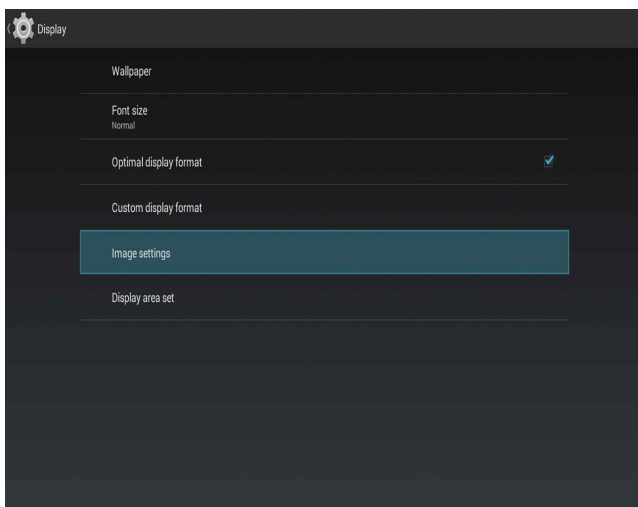 Display
Wallpaper
Font size
Normal
Optimal display format
Custom display format
Image settings
Display area set